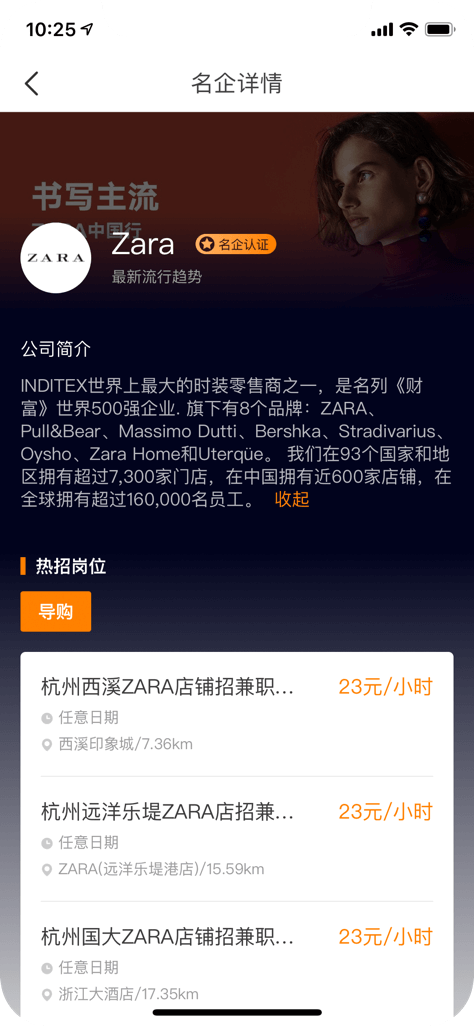 10:25
名企详情
书写主流
ZARA中国行
ZARA
Zara
名企认证
最新流行趋势
公司简介
INDITEX世界上最大的时装零售商之一，是名列《财
富》世界500强企业. 旗下有8个品牌：ZARA、
Pull&Bear、Massimo Dutti、Bershka、Stradivarius、
Oysho、Zara Home和Uterqüe。 我们在93个国家和地
区拥有超过7,300家门店，在中国拥有近600家店铺，在
全球拥有超过160,000名员工。 收起
热招岗位
导购
杭州西溪ZARA店铺招兼职... 23元/小时
任意日期
西溪印象城/7.36km
杭州远洋乐堤ZARA店招兼... 23元/小时
任意日期
ZARA(远洋乐堤港店)/15.59km
杭州国大ZARA店铺招兼职... 23元/小时
任意日期
浙江大酒店/17.35km